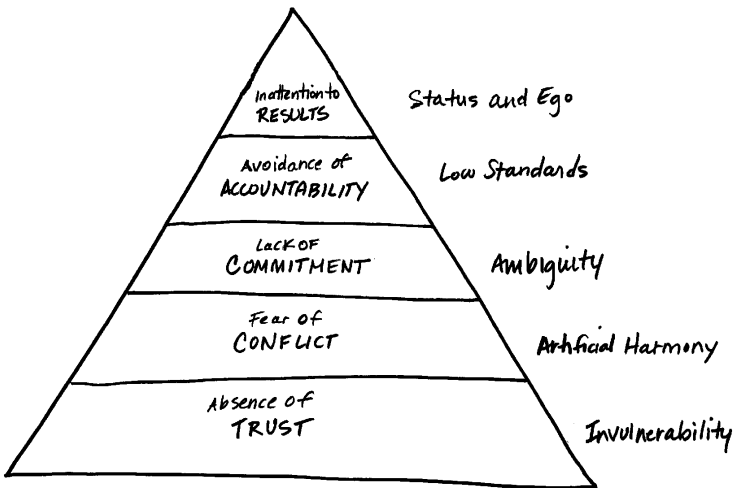 Inattention to
RESULTS
Status and Ego
Avoidance of
ACCOUNTABILITY
Low Standards
Lack OF
COMMITMENT
Ambiguity
Fear of
CONFLICT
Artificial Harmony
Absence of
TRUST
Invulnerability